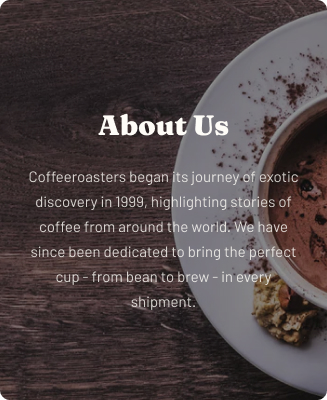 About Us
Coffeeroasters began its journey of exotic
discovery in 1999, highlighting stories of
coffee from around the world. We have
since been dedicated to bring the perfect
cup - from bean to brew - in every
shipment.